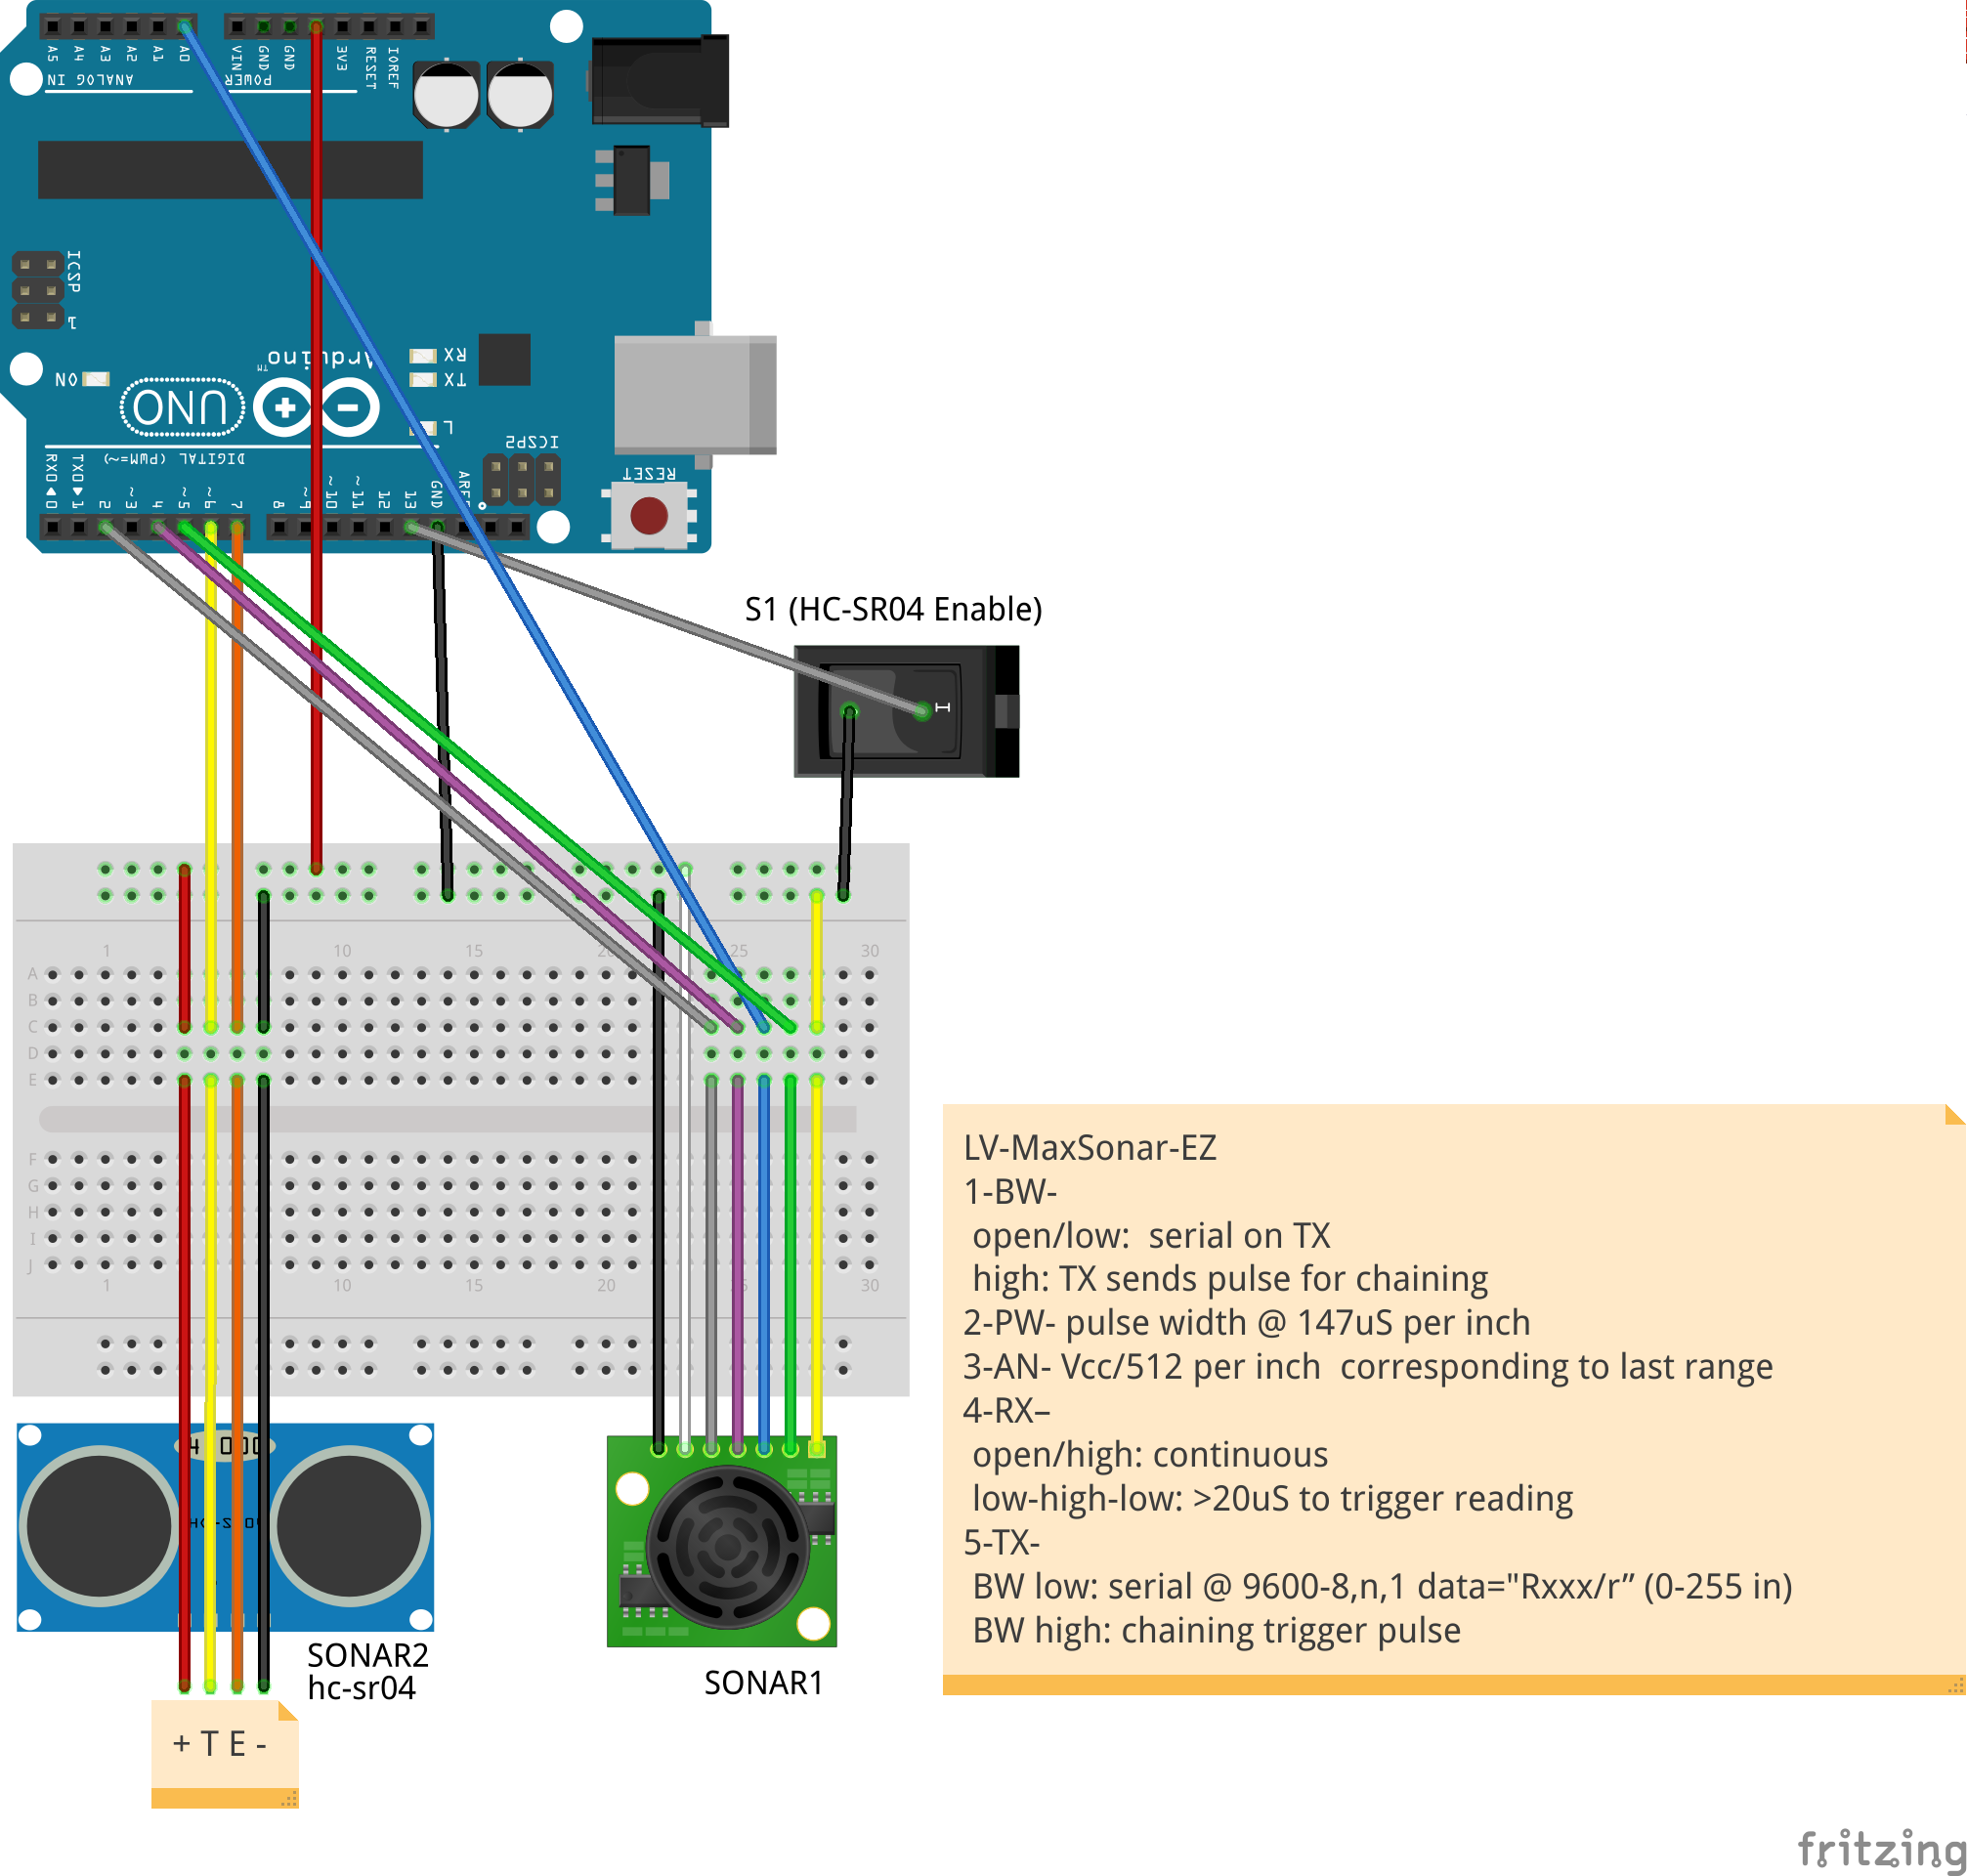 A5 A4 A3 A2 A1 A0 VIN GND GND 3V3 RESET IOREF
ANALOG IN POWER
ICSP
1
Arduino
TM
RX
TX
ON
UNO
L
ICSP2
DIGITAL (PWM=~)
RESET
RX0 TX0
0 1 2 ~3 4 ~5 ~6 7 8 ~9 ~10 ~11 12 13 GND
S1 (HC-SR04 Enable)
I
1 10 15 25 30
A
B
C
D
E
F
G
H
I
J
1 10 15 20 30
LV-MaxSonar-EZ
1-BW-
open/low:  serial on TX
high: TX sends pulse for chaining
2-PW- pulse width @ 147uS per inch
3-AN- Vcc/512 per inch  corresponding to last range
4-RX–
open/high: continuous
low-high-low: >20uS to trigger reading
5-TX-
BW low: serial @ 9600-8,n,1 data="Rxxx/r” (0-255 in)
BW high: chaining trigger pulse
SONAR2
hc-sr04
SONAR1
+ T E -
fritzing